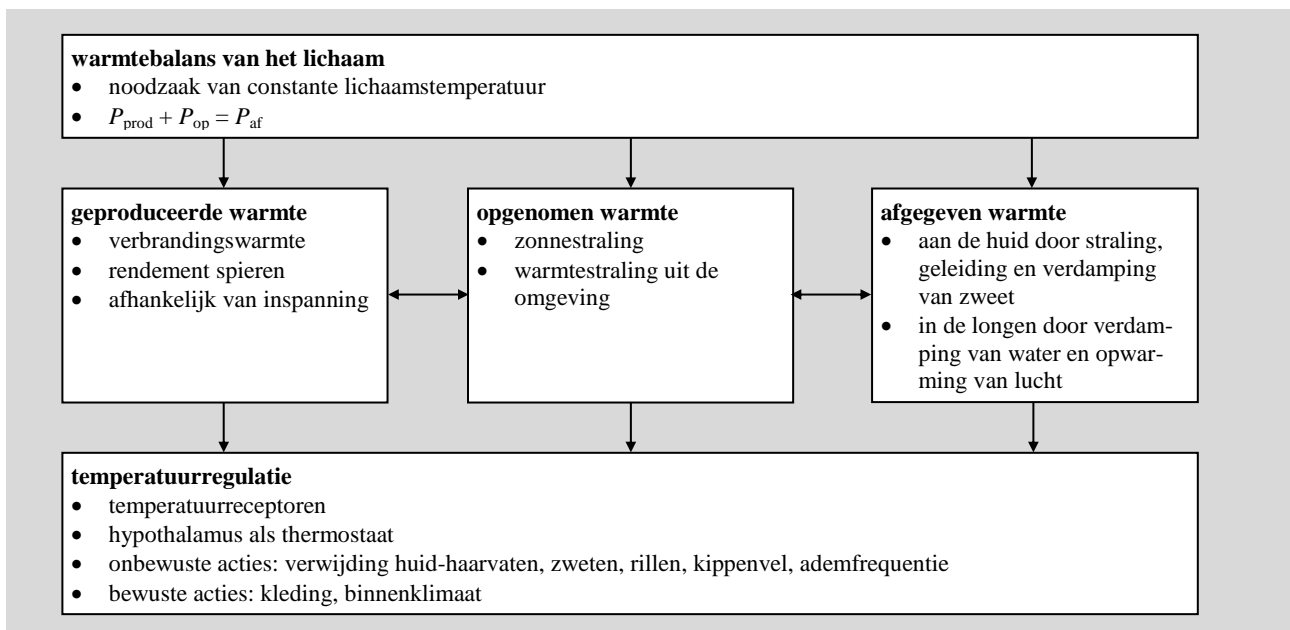 warmtebalans van het lichaam
• noodzaak van constante lichaamstemperatuur
• P_prod + P_op = P_af
geproduceerde warmte
• verbrandingswarmte
• rendement spieren
• afhankelijk van inspanning
opgenomen warmte
• zonnestraling
• warmtestraling uit de
omgeving
afgegeven warmte
• aan de huid door straling,
geleiding en verdamping
van zweet
• in de longen door verdam-
ping van water en opwar-
ming van lucht
temperatuurregulatie
• temperatuurreceptoren
• hypothalamus als thermostaat
• onbewuste acties: verwijding huid-haarvaten, zweten, rillen, kippenvel, ademfrequentie
• bewuste acties: kleding, binnenklimaat